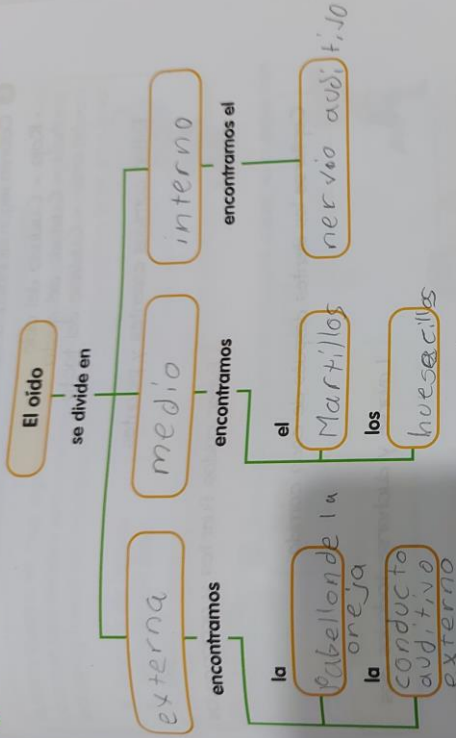 El oído
se divide en
externa
medio
interno
encontramos
encontramos
encontramos el
la
Pabellon de la
oreja
el
Martillos
nervio auditivo
la
conducto
auditivo
externo
los
huesecillos